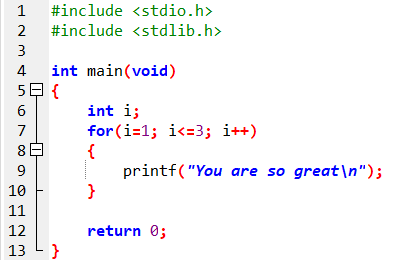 1 #include <stdio.h>
2 #include <stdlib.h>
3
4 int main(void)
5 {
6     int i;
7     for(i=1; i<=3; i++)
8     {
9         printf("You are so great\n");
10     }
11
12     return 0;
13 }